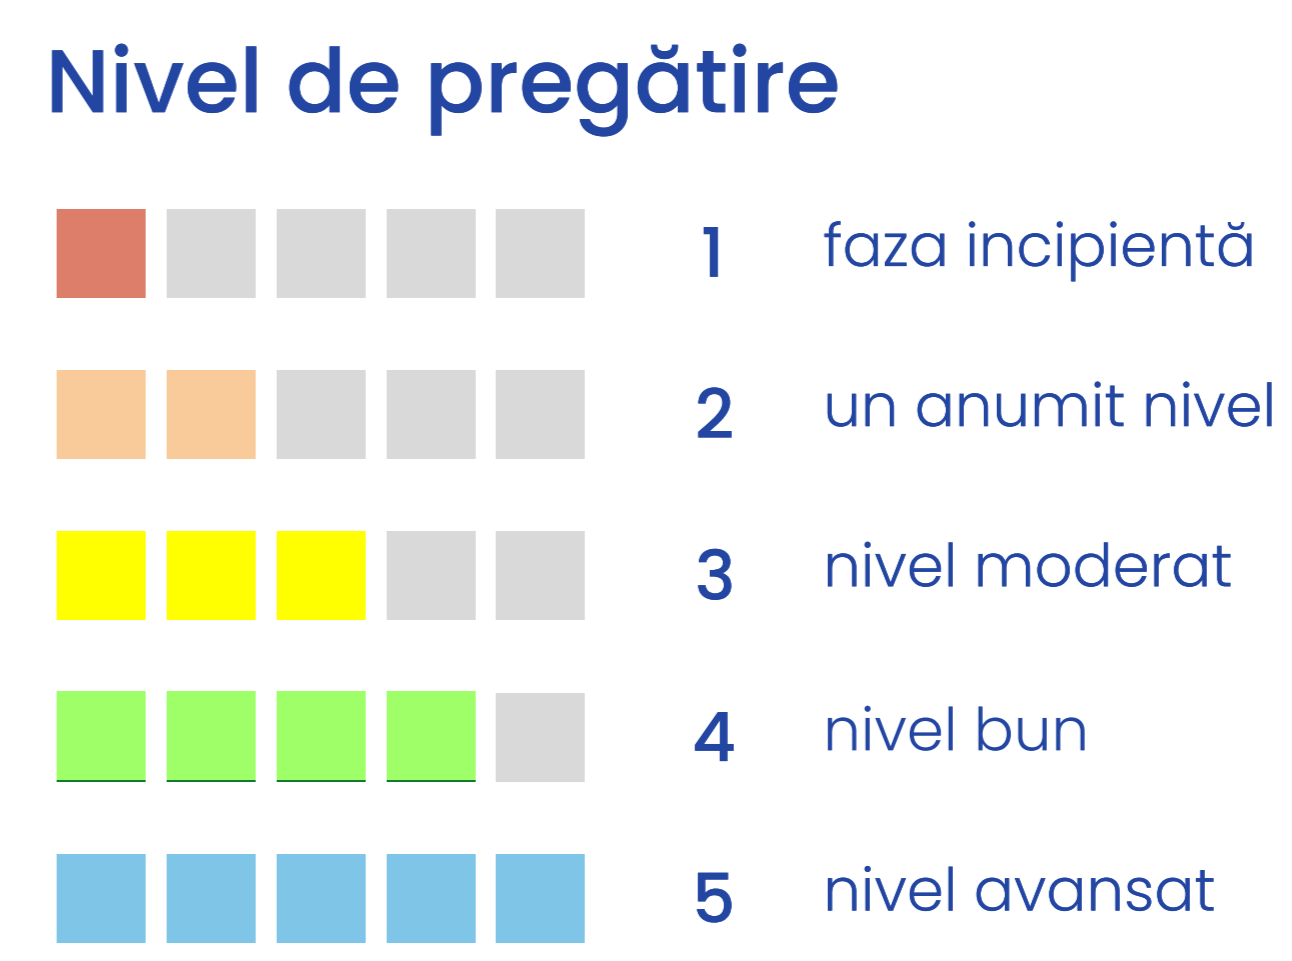 Nivel de pregătire
1 faza incipientă
2 un anumit nivel
3 nivel moderat
4 nivel bun
5 nivel avansat